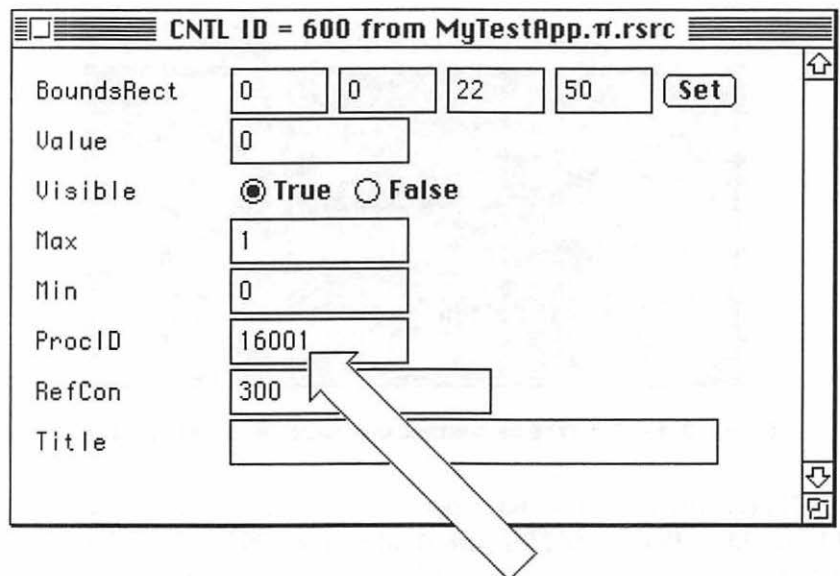 CNTL ID = 600 from MyTestApp.π.rsrc
BoundsRect 0 0 22 50 Set
Value 0
Visible True False
Max 1
Min 0
ProcID 16001
RefCon 300
Title